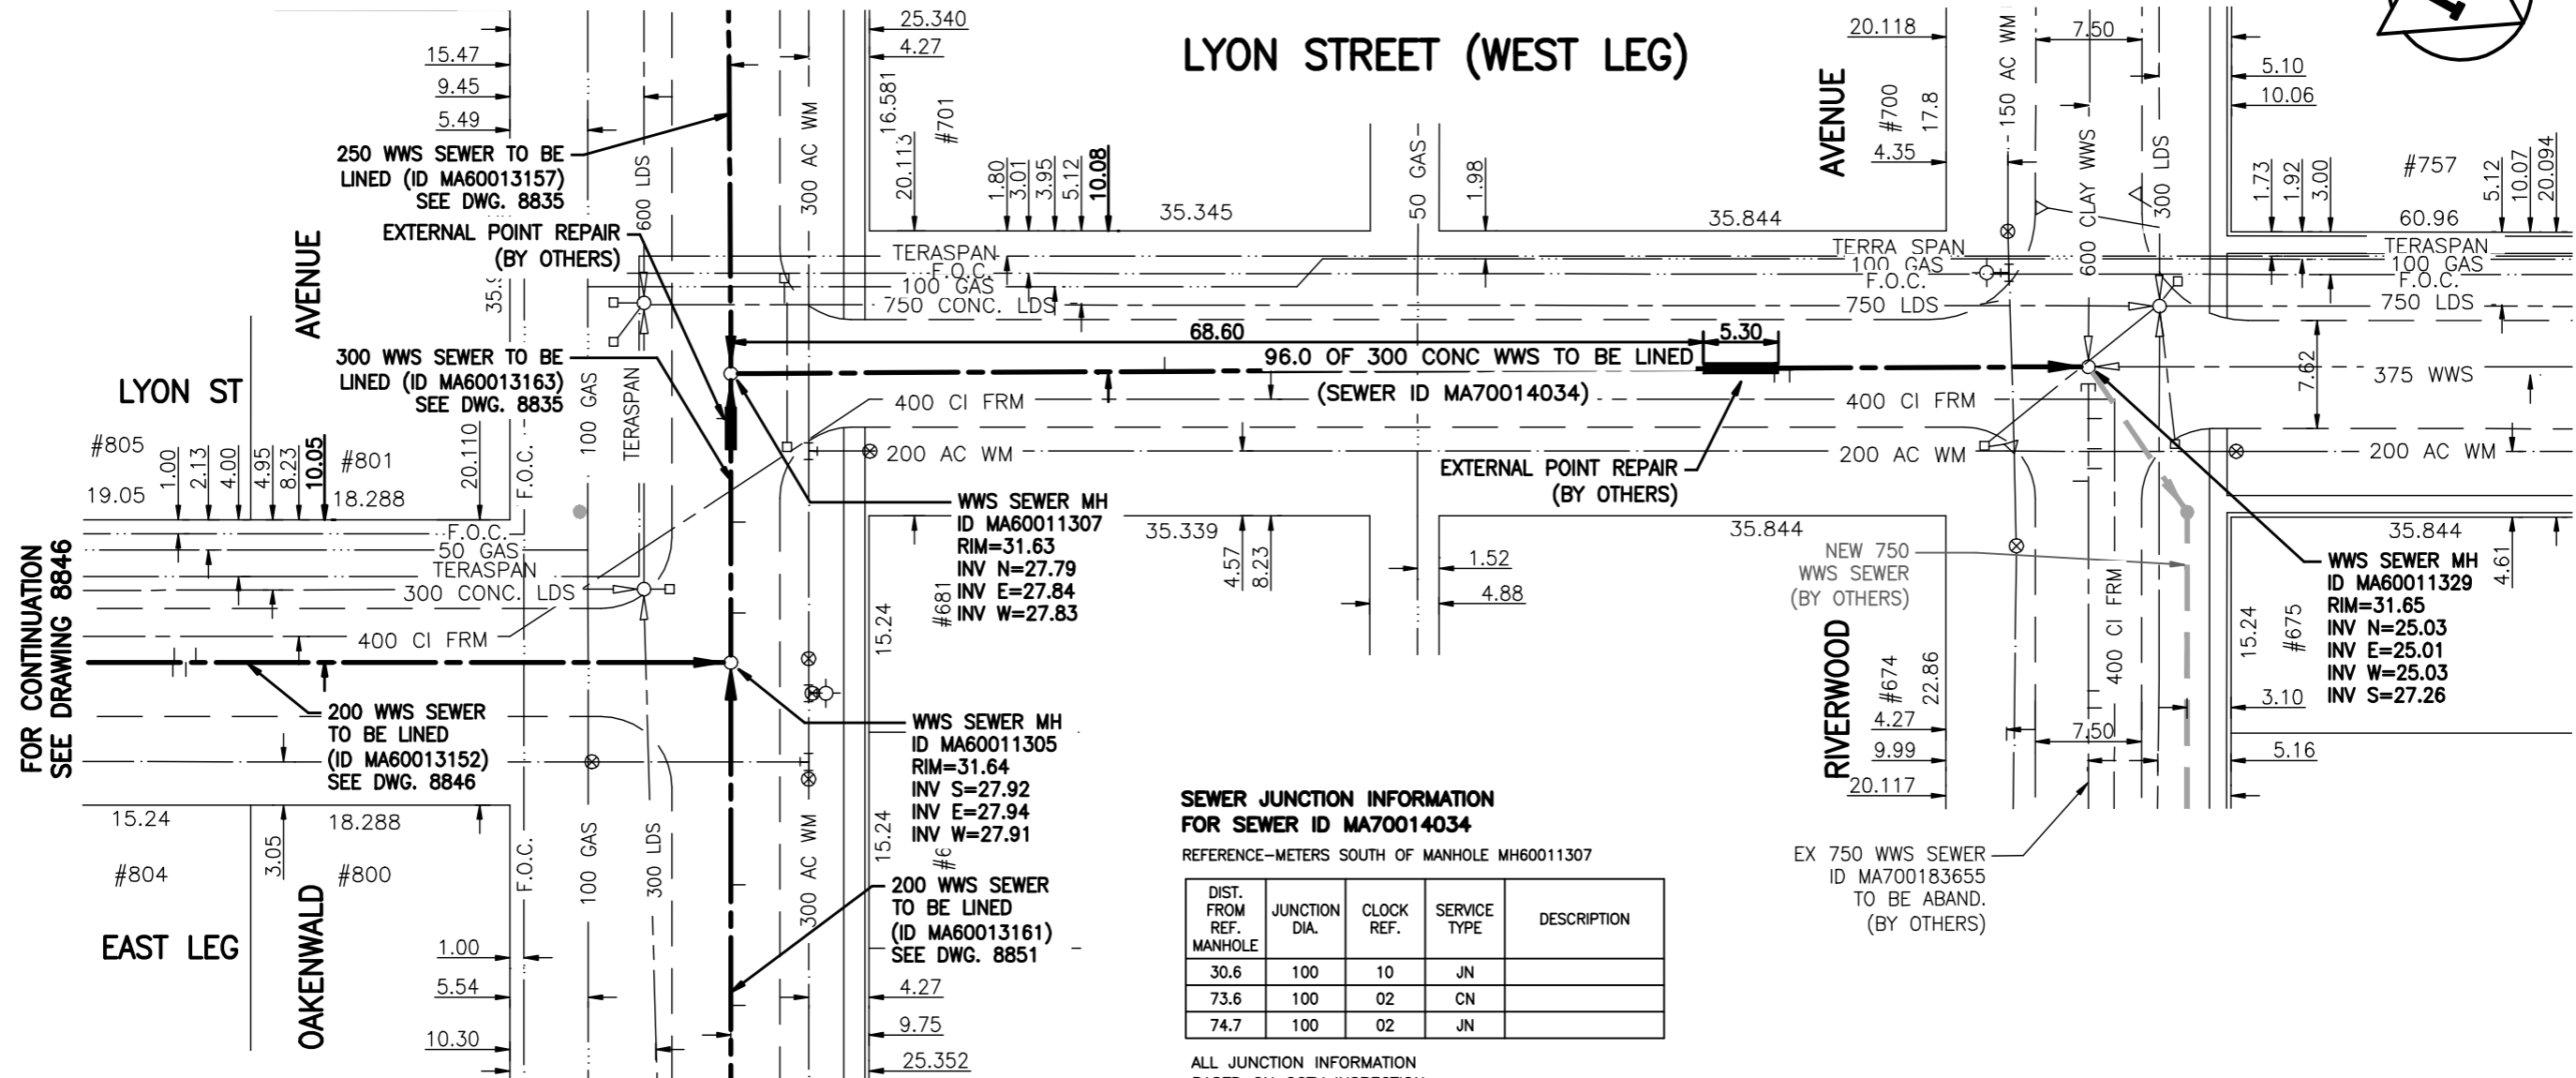 LYON STREET (WEST LEG)
25.340
4.27
15.47
9.45
5.49
16.581
20.113
#701
300 AC WM
600 LDS
250 WWS SEWER TO BE
LINED (ID MA60013157)
SEE DWG. 8835
EXTERNAL POINT REPAIR
(BY OTHERS)
AVENUE
1.80
3.01
3.95
5.12
10.08
35.345
50 GAS
1.98
35.844
20.118
AVENUE
#700
17.8
4.35
150 AC WM
7.50
600 CLAY WWS
300 LDS
5.10
10.06
1.73
1.92
3.00
#757
5.12
10.07
20.094
60.96
TERASPAN
F.O.C.
100 GAS
750 CONC. LDS
TERRA SPAN
100 GAS
F.O.C.
750 LDS
TERASPAN
100 GAS
F.O.C.
750 LDS
68.60
5.30
96.0 OF 300 CONC WWS TO BE LINED
(SEWER ID MA70014034)
7.62
375 WWS
300 WWS SEWER TO BE
LINED (ID MA60013163)
SEE DWG. 8835
LYON ST
#805
1.00
2.13
4.00
4.95
8.23
10.05
#801
20.110
19.05
18.288
F.O.C.
100 GAS
TERASPAN
400 CI FRM
400 CI FRM
200 AC WM
200 AC WM
200 AC WM
EXTERNAL POINT REPAIR
(BY OTHERS)
WWS SEWER MH
ID MA60011307
RIM=31.63
INV N=27.79
INV E=27.84
INV W=27.83
35.339
4.57
8.23
1.52
4.88
35.844
NEW 750
WWS SEWER
(BY OTHERS)
35.844
4.61
WWS SEWER MH
ID MA60011329
RIM=31.65
INV N=25.03
INV E=25.01
INV W=25.03
INV S=27.26
FOR CONTINUATION
SEE DRAWING 8846
F.O.C.
50 GAS
TERASPAN
300 CONC. LDS
400 CI FRM
15.24
#681
RIVERWOOD
#674
22.86
400 CI FRM
15.24
#675
4.27
9.99
20.117
7.50
3.10
5.16
200 WWS SEWER
TO BE LINED
(ID MA60013152)
SEE DWG. 8846
WWS SEWER MH
ID MA60011305
RIM=31.64
INV S=27.92
INV E=27.94
INV W=27.91
15.24
#6
15.24
18.288
3.05
#804
#800
EAST LEG
OAKENWALD
F.O.C.
100 GAS
300 LDS
300 AC WM
200 WWS SEWER
TO BE LINED
(ID MA60013161)
SEE DWG. 8851
1.00
5.54
10.30
4.27
9.75
25.352
EX 750 WWS SEWER
ID MA700183655
TO BE ABAND.
(BY OTHERS)
SEWER JUNCTION INFORMATION
FOR SEWER ID MA70014034
REFERENCE-METERS SOUTH OF MANHOLE MH60011307
DIST. FROM REF. MANHOLE JUNCTION DIA. CLOCK REF. SERVICE TYPE DESCRIPTION
30.6 100 10 JN
73.6 100 02 CN
74.7 100 02 JN
ALL JUNCTION INFORMATION